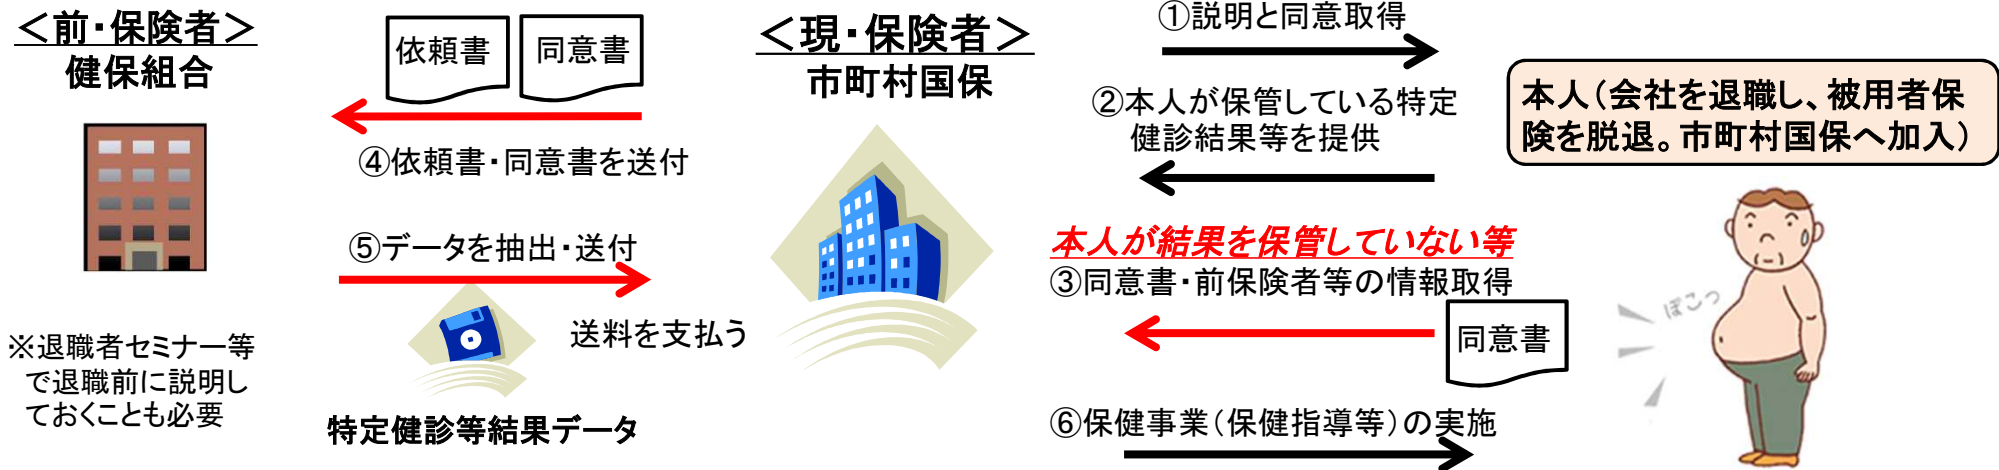 ＜前・保険者＞
健保組合
※退職者セミナー等
で退職前に説明し
ておくことも必要
依頼書
同意書
④依頼書・同意書を送付
⑤データを抽出・送付
送料を支払う
特定健診等結果データ
＜現・保険者＞
市町村国保
①説明と同意取得
②本人が保管している特定
健診結果等を提供
本人が結果を保管していない等
③同意書・前保険者等の情報取得
同意書
⑥保健事業（保健指導等）の実施
本人（会社を退職し、被用者保
険を脱退。市町村国保へ加入）
ぽこっ